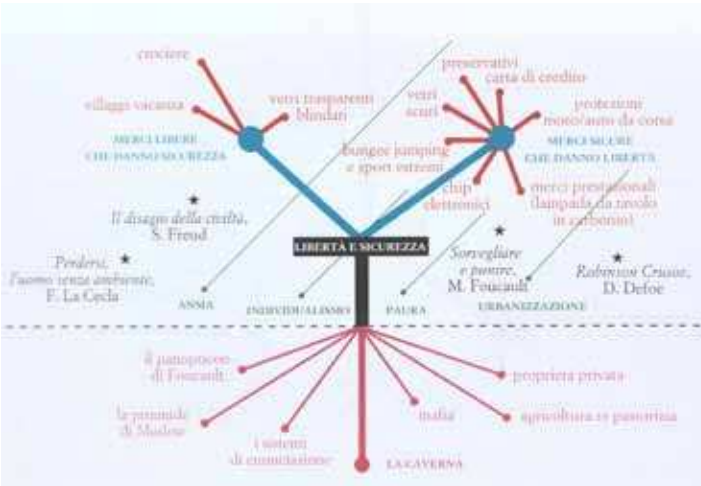 crociere
villaggi vacanza
vetri trasparenti
blindati
MERCI LIBERE
CHE DANNO SICUREZZA
preservativi
carta di credito
vetri
scuri
protezioni
moto/auto da corsa
MERCI SICURE
CHE DANNO LIBERTÀ
bungee jumping
e sport estremi
chip
elettronici
merci prestazionali
(lampada da tavolo
in carbonio)
Il disagio della civiltà,
S. Freud
LIBERTÀ E SICUREZZA
Perdersi,
l'uomo senza ambiente,
F. La Cecla
Sorvegliare
e punire,
M. Foucault
Robinson Crusoe,
D. Defoe
ANSIA
INDIVIDUALISMO
PAURA
URBANIZZAZIONE
il panopticon
di Foucault
la piramide
di Maslow
i sistemi
di enunciazione
LA CAVERNA
mafia
proprietà privata
agricoltura vs pastorizia